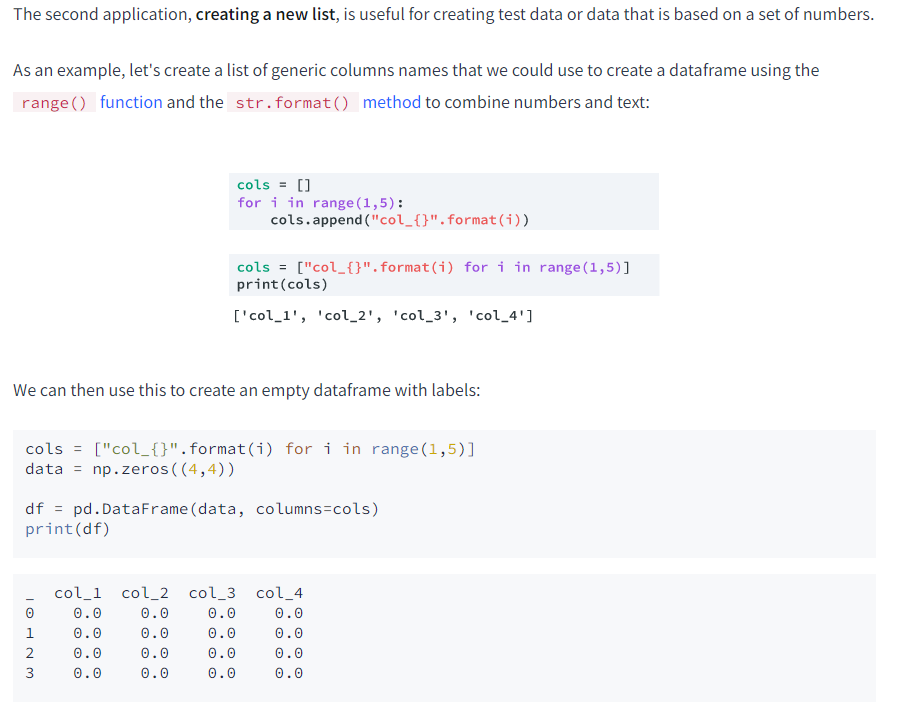 The second application, creating a new list, is useful for creating test data or data that is based on a set of numbers.
As an example, let's create a list of generic columns names that we could use to create a dataframe using the
range() function and the str.format() method to combine numbers and text:
cols = []
for i in range(1,5):
    cols.append("col_{}".format(i))
cols = ["col_{}".format(i) for i in range(1,5)]
print(cols)
['col_1', 'col_2', 'col_3', 'col_4']
We can then use this to create an empty dataframe with labels:
cols = ["col_{}".format(i) for i in range(1,5)]
data = np.zeros((4,4))
df = pd.DataFrame(data, columns=cols)
print(df)
_  col_1  col_2  col_3  col_4
0    0.0    0.0    0.0    0.0
1    0.0    0.0    0.0    0.0
2    0.0    0.0    0.0    0.0
3    0.0    0.0    0.0    0.0